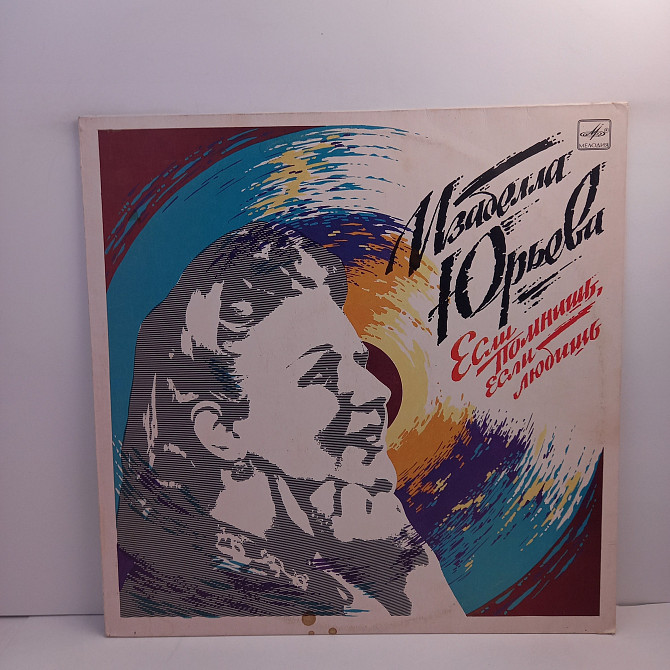 МЕЛОДИЯ
Изабелла
Юрьева
Если
помнишь,
если
любишь